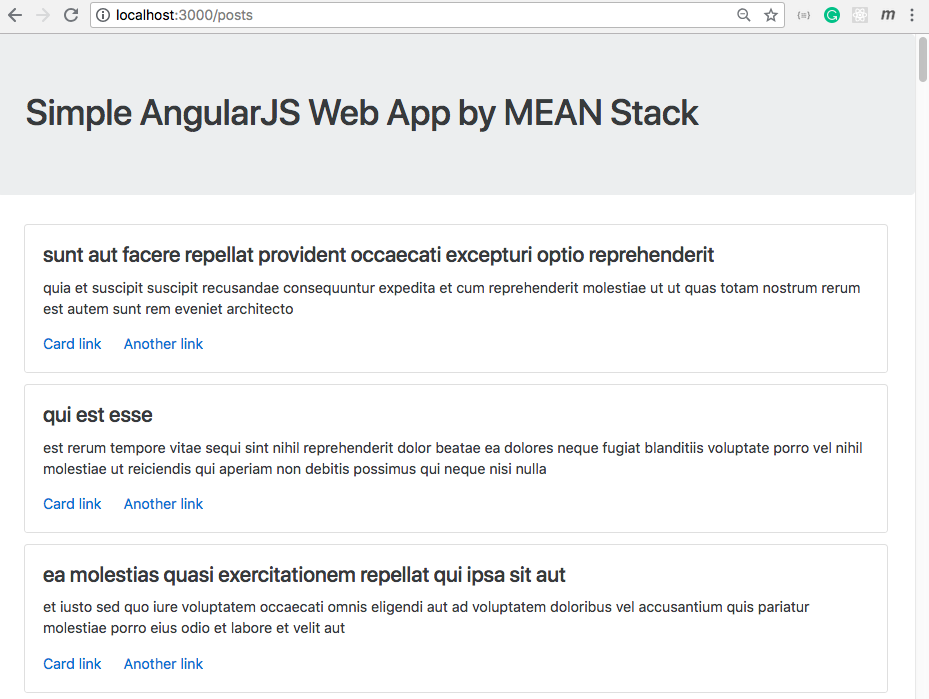 localhost:3000/posts
Simple AngularJS Web App by MEAN Stack
sunt aut facere repellat provident occaecati excepturi optio reprehenderit
quia et suscipit suscipit recusandae consequuntur expedita et cum reprehenderit molestiae ut ut quas totam nostrum rerum
est autem sunt rem eveniet architecto
Card link Another link
qui est esse
est rerum tempore vitae sequi sint nihil reprehenderit dolor beatae ea dolores neque fugiat blanditiis voluptate porro vel nihil
molestiae ut reiciendis qui aperiam non debitis possimus qui neque nisi nulla
Card link Another link
ea molestias quasi exercitationem repellat qui ipsa sit aut
et iusto sed quo iure voluptatem occaecati omnis eligendi aut ad voluptatem doloribus vel accusantium quis pariatur
molestiae porro eius odio et labore et velit aut
Card link Another link